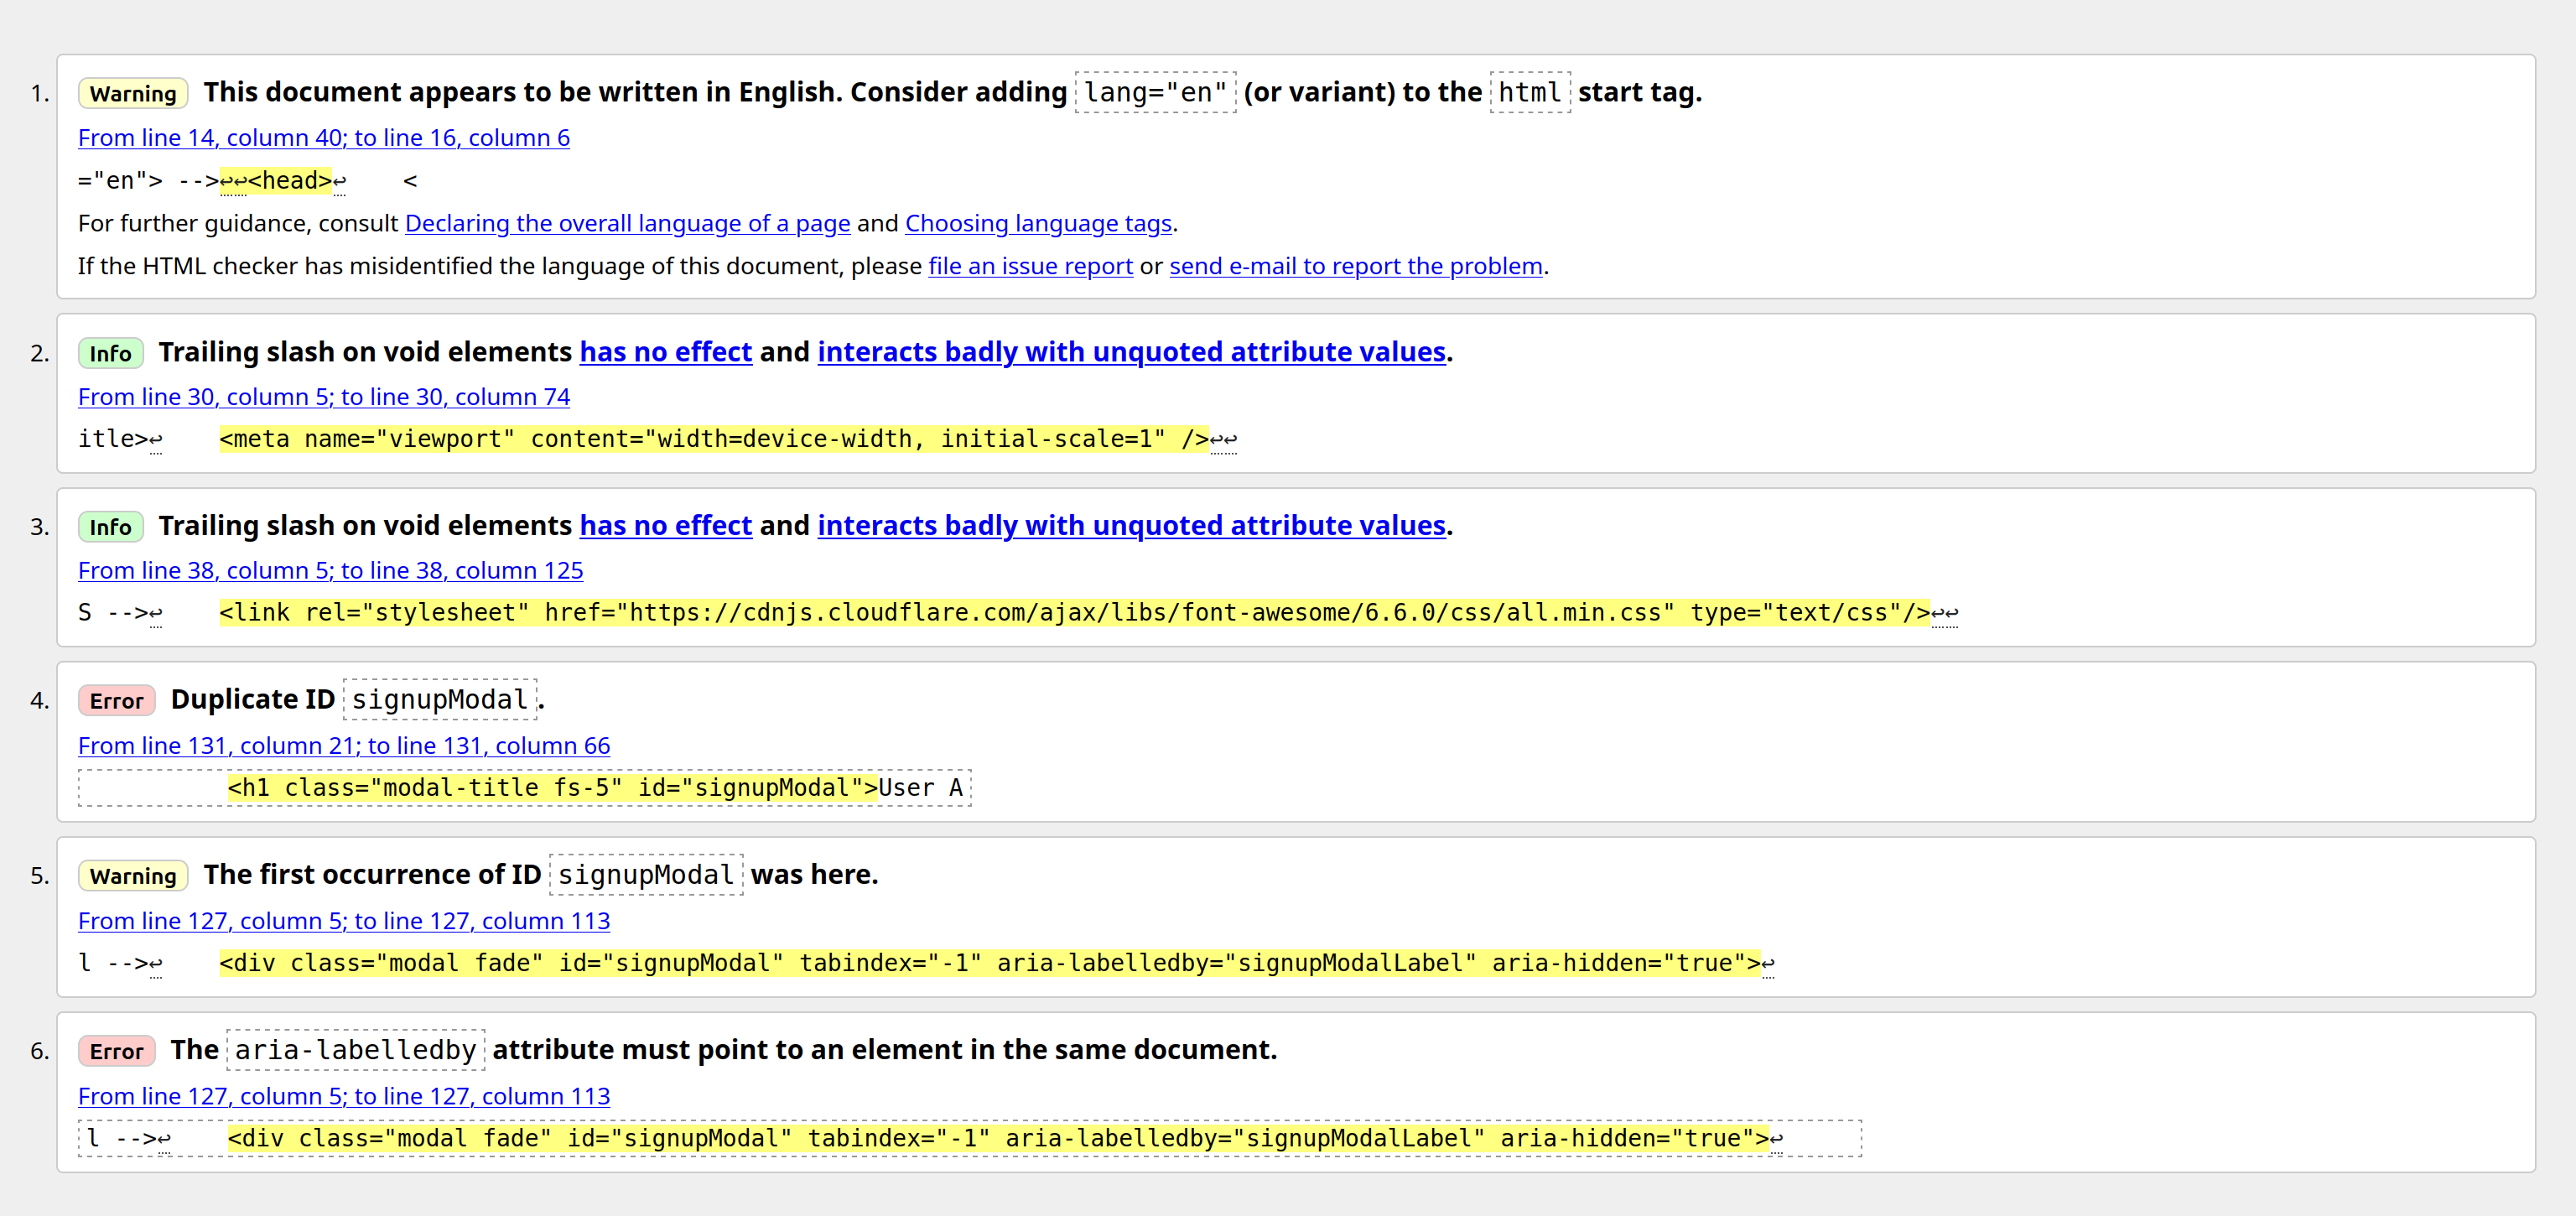 1. Warning This document appears to be written in English. Consider adding lang="en" (or variant) to the html start tag.
From line 14, column 40; to line 16, column 6
="en"> -->↩↩<head>↩    <
For further guidance, consult Declaring the overall language of a page and Choosing language tags.
If the HTML checker has misidentified the language of this document, please file an issue report or send e-mail to report the problem.
2. Info Trailing slash on void elements has no effect and interacts badly with unquoted attribute values.
From line 30, column 5; to line 30, column 74
itle>↩    <meta name="viewport" content="width=device-width, initial-scale=1" />↩↩
3. Info Trailing slash on void elements has no effect and interacts badly with unquoted attribute values.
From line 38, column 5; to line 38, column 125
S -->↩    <link rel="stylesheet" href="https://cdnjs.cloudflare.com/ajax/libs/font-awesome/6.6.0/css/all.min.css" type="text/css"/>↩↩
4. Error Duplicate ID signupModal.
From line 131, column 21; to line 131, column 66
<h1 class="modal-title fs-5" id="signupModal">User A
5. Warning The first occurrence of ID signupModal was here.
From line 127, column 5; to line 127, column 113
l -->↩    <div class="modal fade" id="signupModal" tabindex="-1" aria-labelledby="signupModalLabel" aria-hidden="true">↩
6. Error The aria-labelledby attribute must point to an element in the same document.
From line 127, column 5; to line 127, column 113
l -->↩    <div class="modal fade" id="signupModal" tabindex="-1" aria-labelledby="signupModalLabel" aria-hidden="true">↩